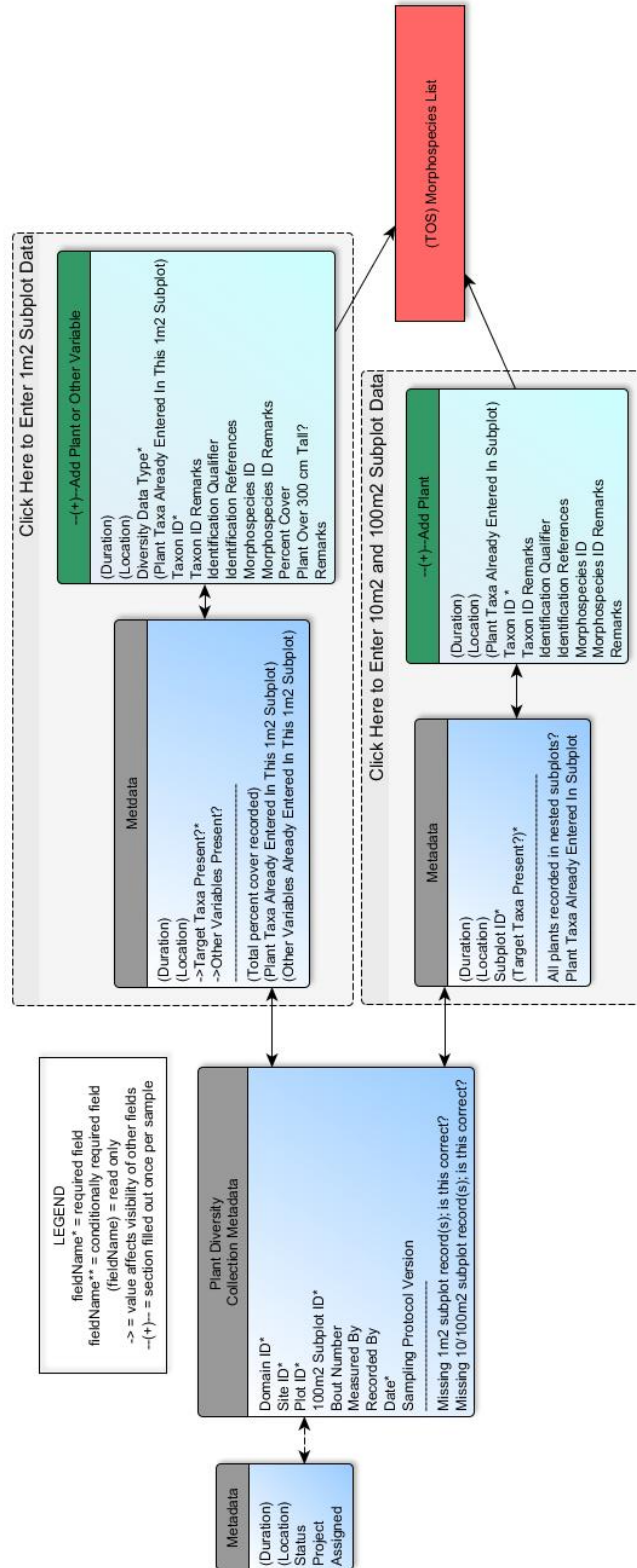 Metadata
(Duration)
(Location)
Status
Project
Assigned
LEGEND
fieldName* = required field
fieldName** = conditionally required field
(fieldName) = read only
-> = value affects visibility of other fields
--(+)-- = section filled out once per sample
Plant Diversity
Collection Metadata
Domain ID*
Site ID*
Plot ID*
100m2 Subplot ID*
Bout Number
Measured By
Recorded By
Date*
Sampling Protocol Version
------------------------------
Missing 1m2 subplot record(s); is this correct?
Missing 10/100m2 subplot record(s); is this correct?
Click Here to Enter 1m2 Subplot Data
Metdata
(Duration)
(Location)
->Target Taxa Present?*
->Other Variables Present?
------------------------------
(Total percent cover recorded)
(Plant Taxa Already Entered In This 1m2 Subplot)
(Other Variables Already Entered In This 1m2 Subplot)
--(+)--Add Plant or Other Variable
(Duration)
(Location)
Diversity Data Type*
(Plant Taxa Already Entered In This 1m2 Subplot)
Taxon ID*
Taxon ID Remarks
Identification Qualifier
Identification References
Morphospecies ID
Morphospecies ID Remarks
Percent Cover
Plant Over 300 cm Tall?
Remarks
Click Here to Enter 10m2 and 100m2 Subplot Data
Metadata
(Duration)
(Location)
Subplot ID*
(Target Taxa Present?)*
------------------------------
All plants recorded in nested subplots?
Plant Taxa Already Entered In Subplot
--(+)--Add Plant
(Duration)
(Location)
(Plant Taxa Already Entered In Subplot)
Taxon ID*
Taxon ID Remarks
Identification Qualifier
Identification References
Morphospecies ID
Morphospecies ID Remarks
Remarks
(TOS) Morphospecies List